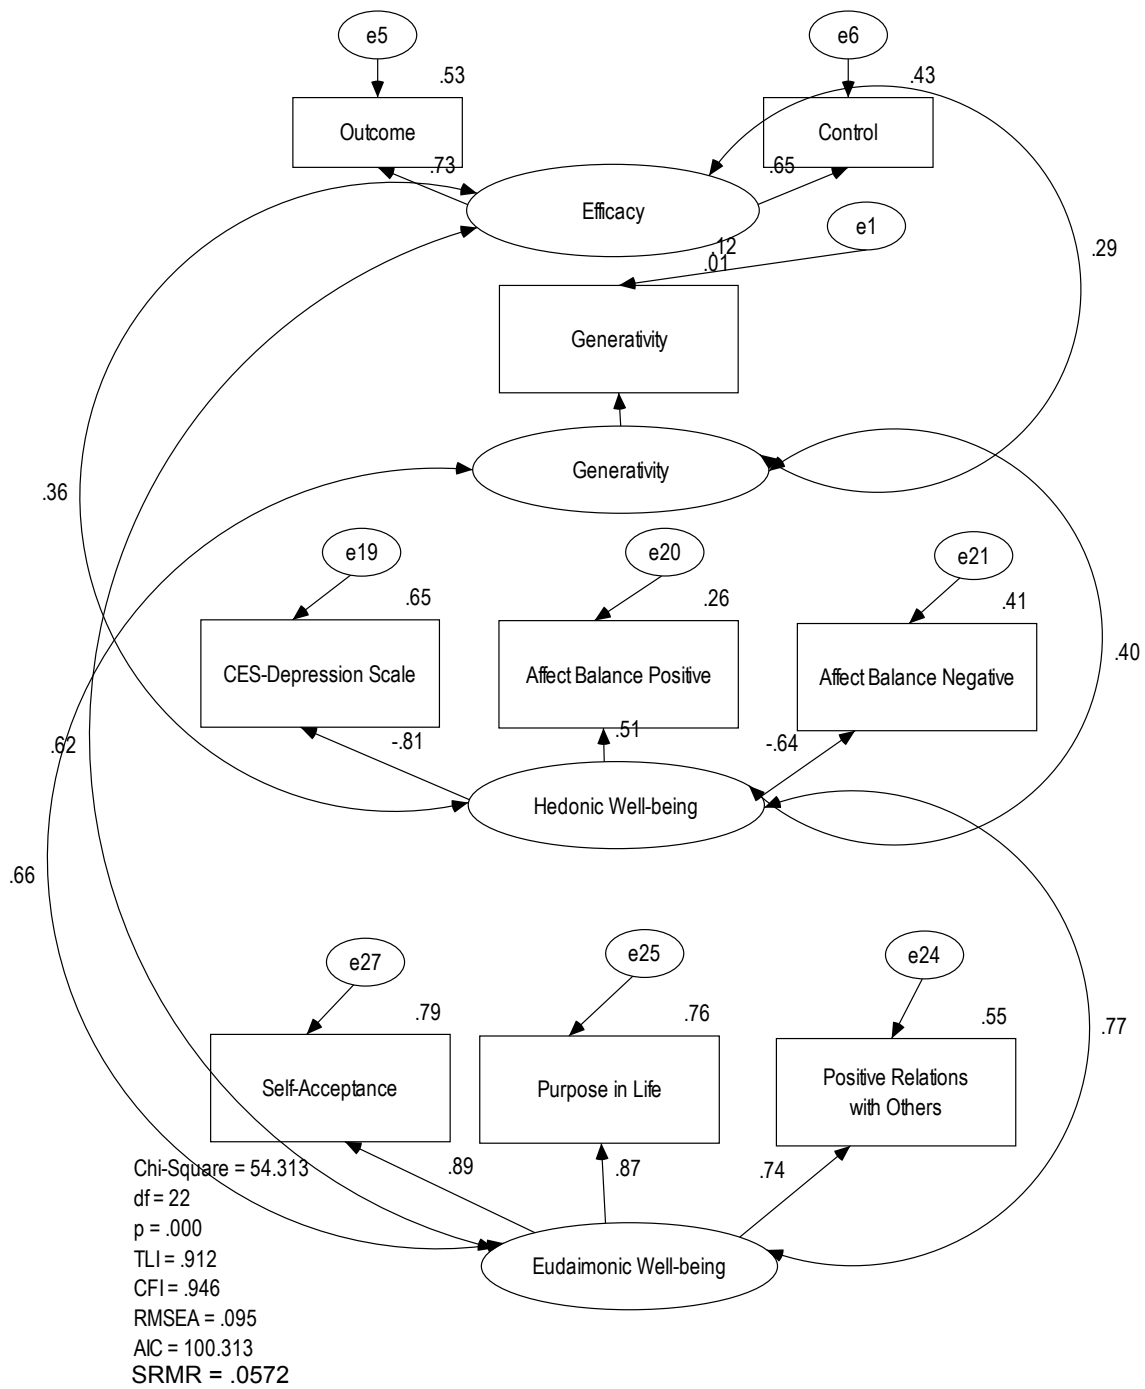 e5
e6
.53
.43
Outcome
Control
.73
.65
Efficacy
e1
.12
.01
.29
Generativity
Generativity
.36
e19
e20
e21
.65
.26
.41
CES-Depression Scale
Affect Balance Positive
Affect Balance Negative
.40
-.81
.51
-.64
.62
Hedonic Well-being
.66
e27
e25
e24
.79
.76
.55
.77
Self-Acceptance
Purpose in Life
Positive Relations
with Others
.89
.87
.74
Eudaimonic Well-being
Chi-Square = 54.313
df = 22
p = .000
TLI = .912
CFI = .946
RMSEA = .095
AIC = 100.313
SRMR = .0572